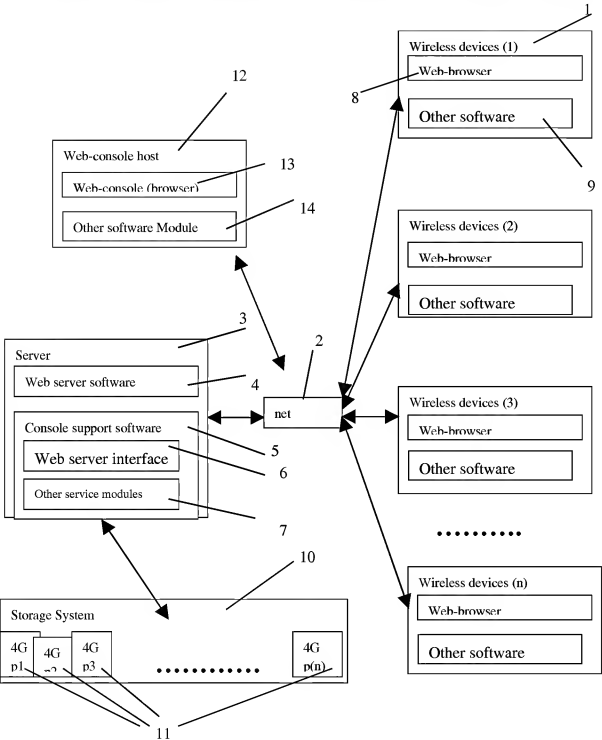 1
Wireless devices (1)
Web-browser
8
Other software
9
12
Web-console host
13
Web-console (browser)
14
Other software Module
Wireless devices (2)
Web-browser
Other software
3
Server
2
Web server software
4
net
Console support software
5
Web server interface
6
Other service modules
7
Wireless devices (3)
Web-browser
Other software
..........
10
Storage System
4G
p1
4G
p2
4G
p3
............
4G
p(n)
11
Wireless devices (n)
Web-browser
Other software